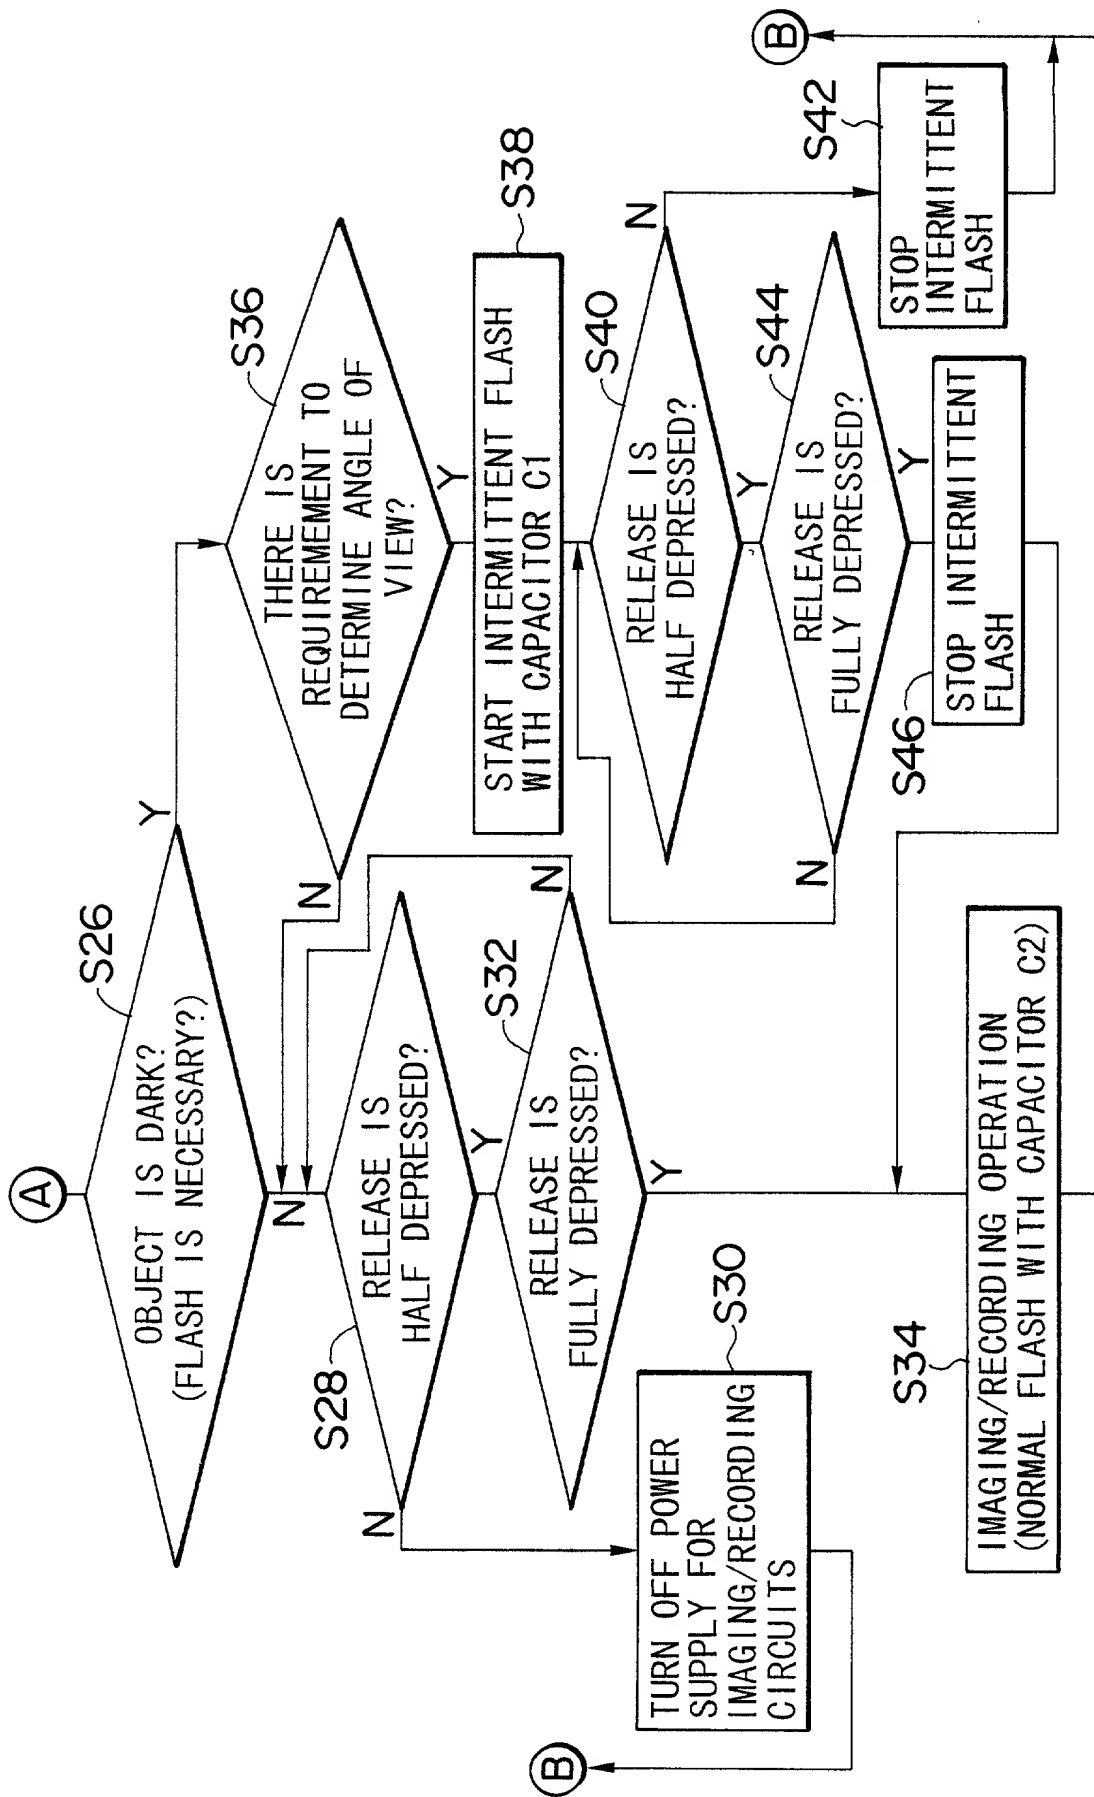 A
OBJECT IS DARK?
(FLASH IS NECESSARY?)
S26
Y
N
RELEASE IS
HALF DEPRESSED?
S28
N
Y
TURN OFF POWER
SUPPLY FOR
IMAGING/RECORDING
CIRCUITS
S30
B
RELEASE IS
FULLY DEPRESSED?
S32
N
Y
IMAGING/RECORDING OPERATION
(NORMAL FLASH WITH CAPACITOR C2)
S34
THERE IS
REQUIREMEMENT TO
DETERMINE ANGLE OF
VIEW?
S36
N
Y
START INTERMITTENT FLASH
WITH CAPACITOR C1
S38
RELEASE IS
HALF DEPRESSED?
S40
N
Y
STOP
INTERMITTENT
FLASH
S42
B
RELEASE IS
FULLY DEPRESSED?
S44
N
Y
STOP INTERMITTENT
FLASH
S46